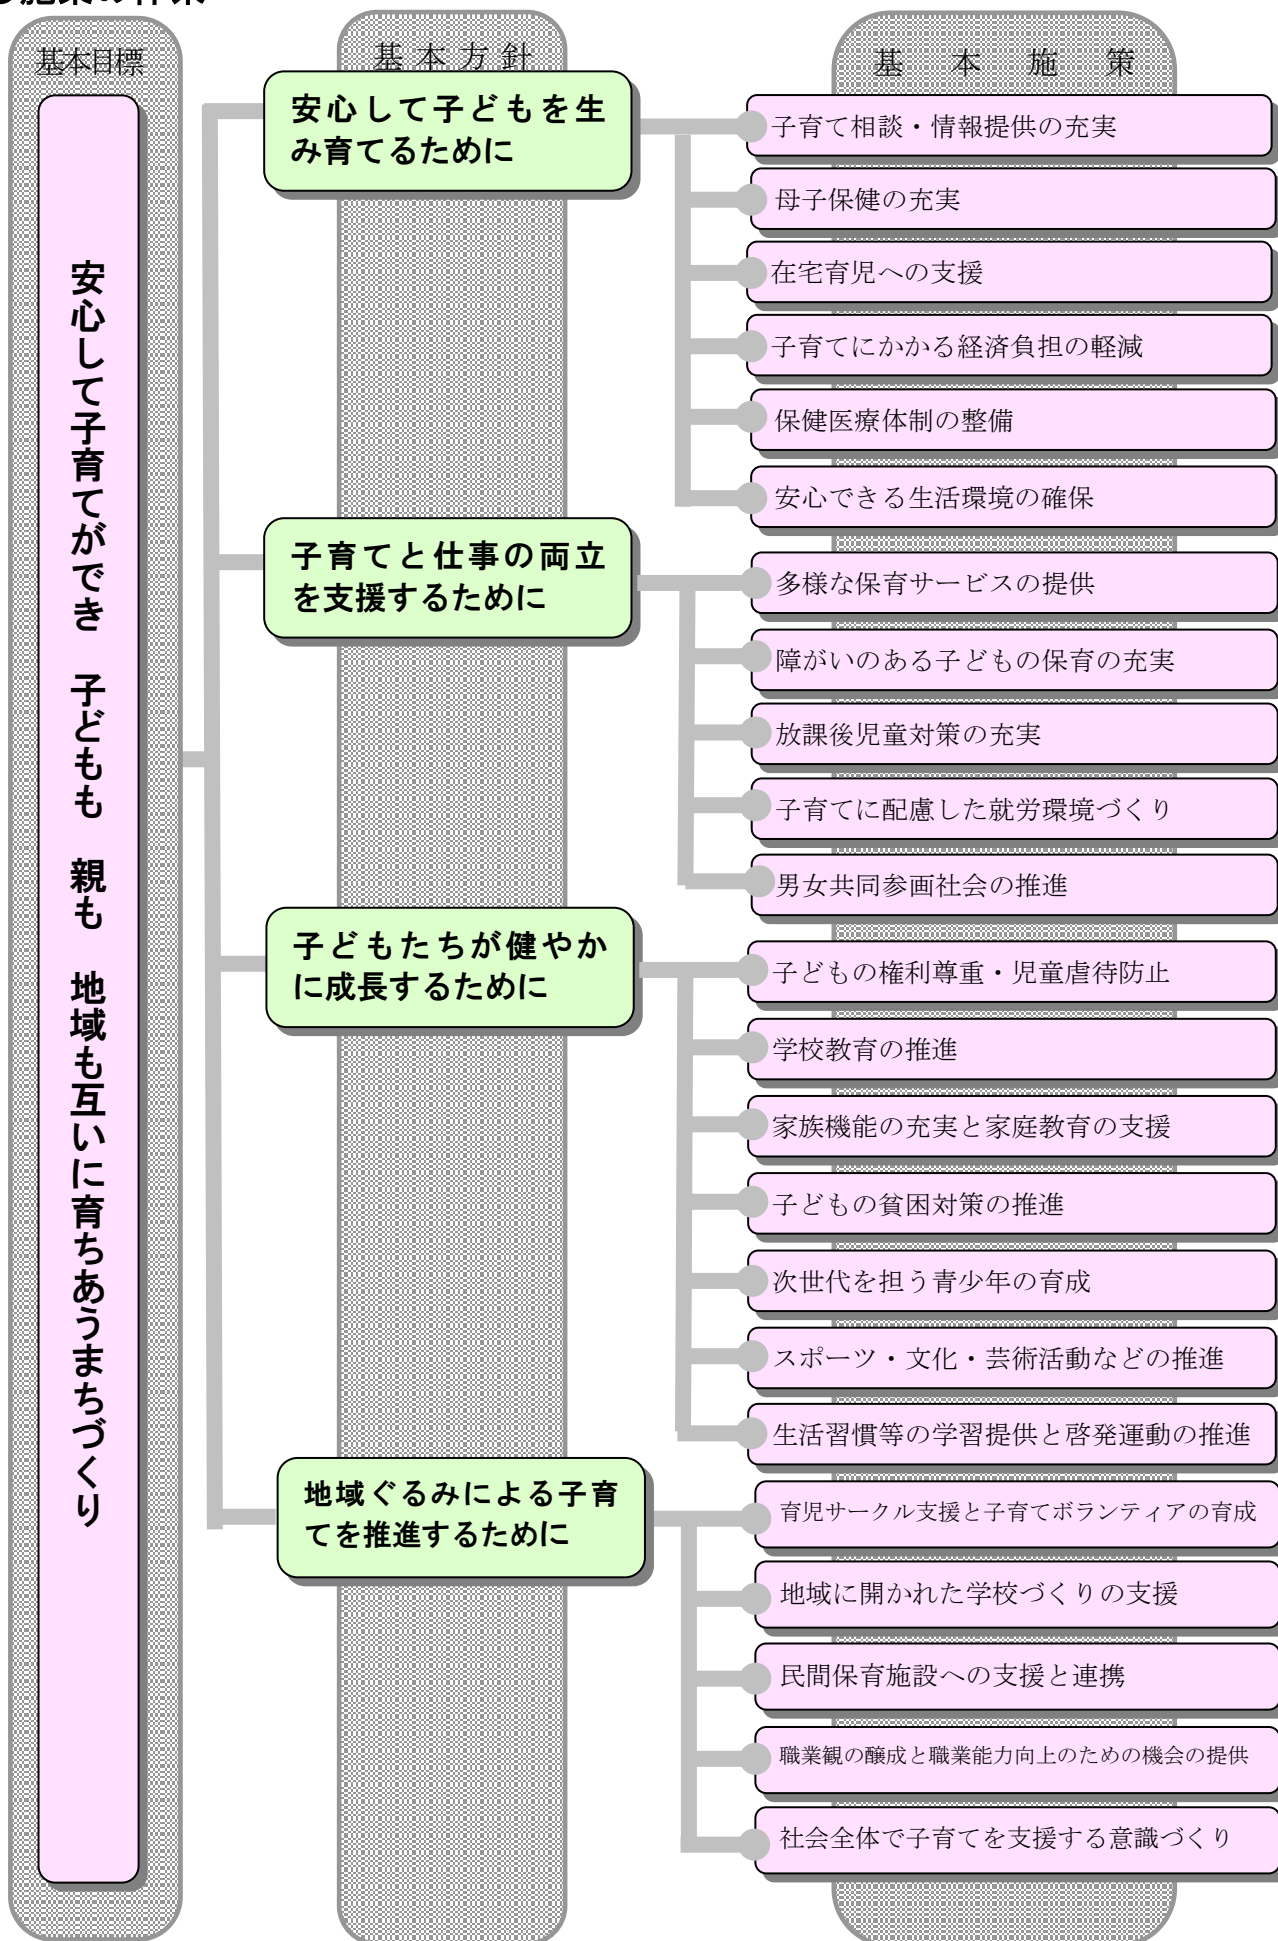 基本目標
安心して子育てができ 子どもも 親も 地域も互いに育ちあうまちづくり
基本方針
基本施策
安心して子どもを生
み育てるために
子育て相談・情報提供の充実
母子保健の充実
在宅育児への支援
子育てにかかる経済負担の軽減
保健医療体制の整備
安心できる生活環境の確保
子育てと仕事の両立
を支援するために
多様な保育サービスの提供
障がいのある子どもの保育の充実
放課後児童対策の充実
子育てに配慮した就労環境づくり
男女共同参画社会の推進
子どもたちが健やか
に成長するために
子どもの権利尊重・児童虐待防止
学校教育の推進
家族機能の充実と家庭教育の支援
子どもの貧困対策の推進
次世代を担う青少年の育成
スポーツ・文化・芸術活動などの推進
生活習慣等の学習提供と啓発運動の推進
地域ぐるみによる子育
てを推進するために
育児サークル支援と子育てボランティアの育成
地域に開かれた学校づくりの支援
民間保育施設への支援と連携
職業観の醸成と職業能力向上のための機会の提供
社会全体で子育てを支援する意識づくり